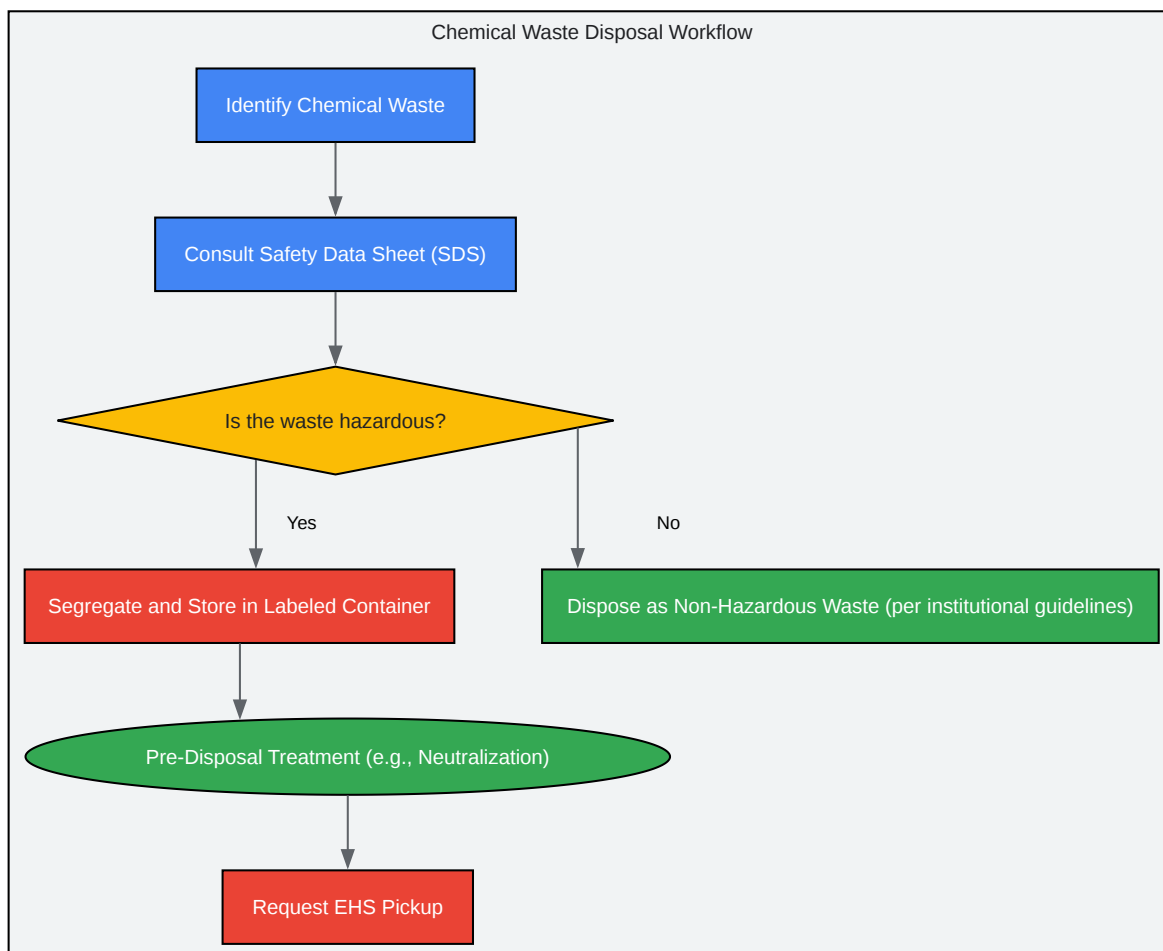 Chemical Waste Disposal Workflow
Identify Chemical Waste
Consult Safety Data Sheet (SDS)
Is the waste hazardous?
Yes
No
Segregate and Store in Labeled Container
Dispose as Non-Hazardous Waste (per institutional guidelines)
Pre-Disposal Treatment (e.g., Neutralization)
Request EHS Pickup